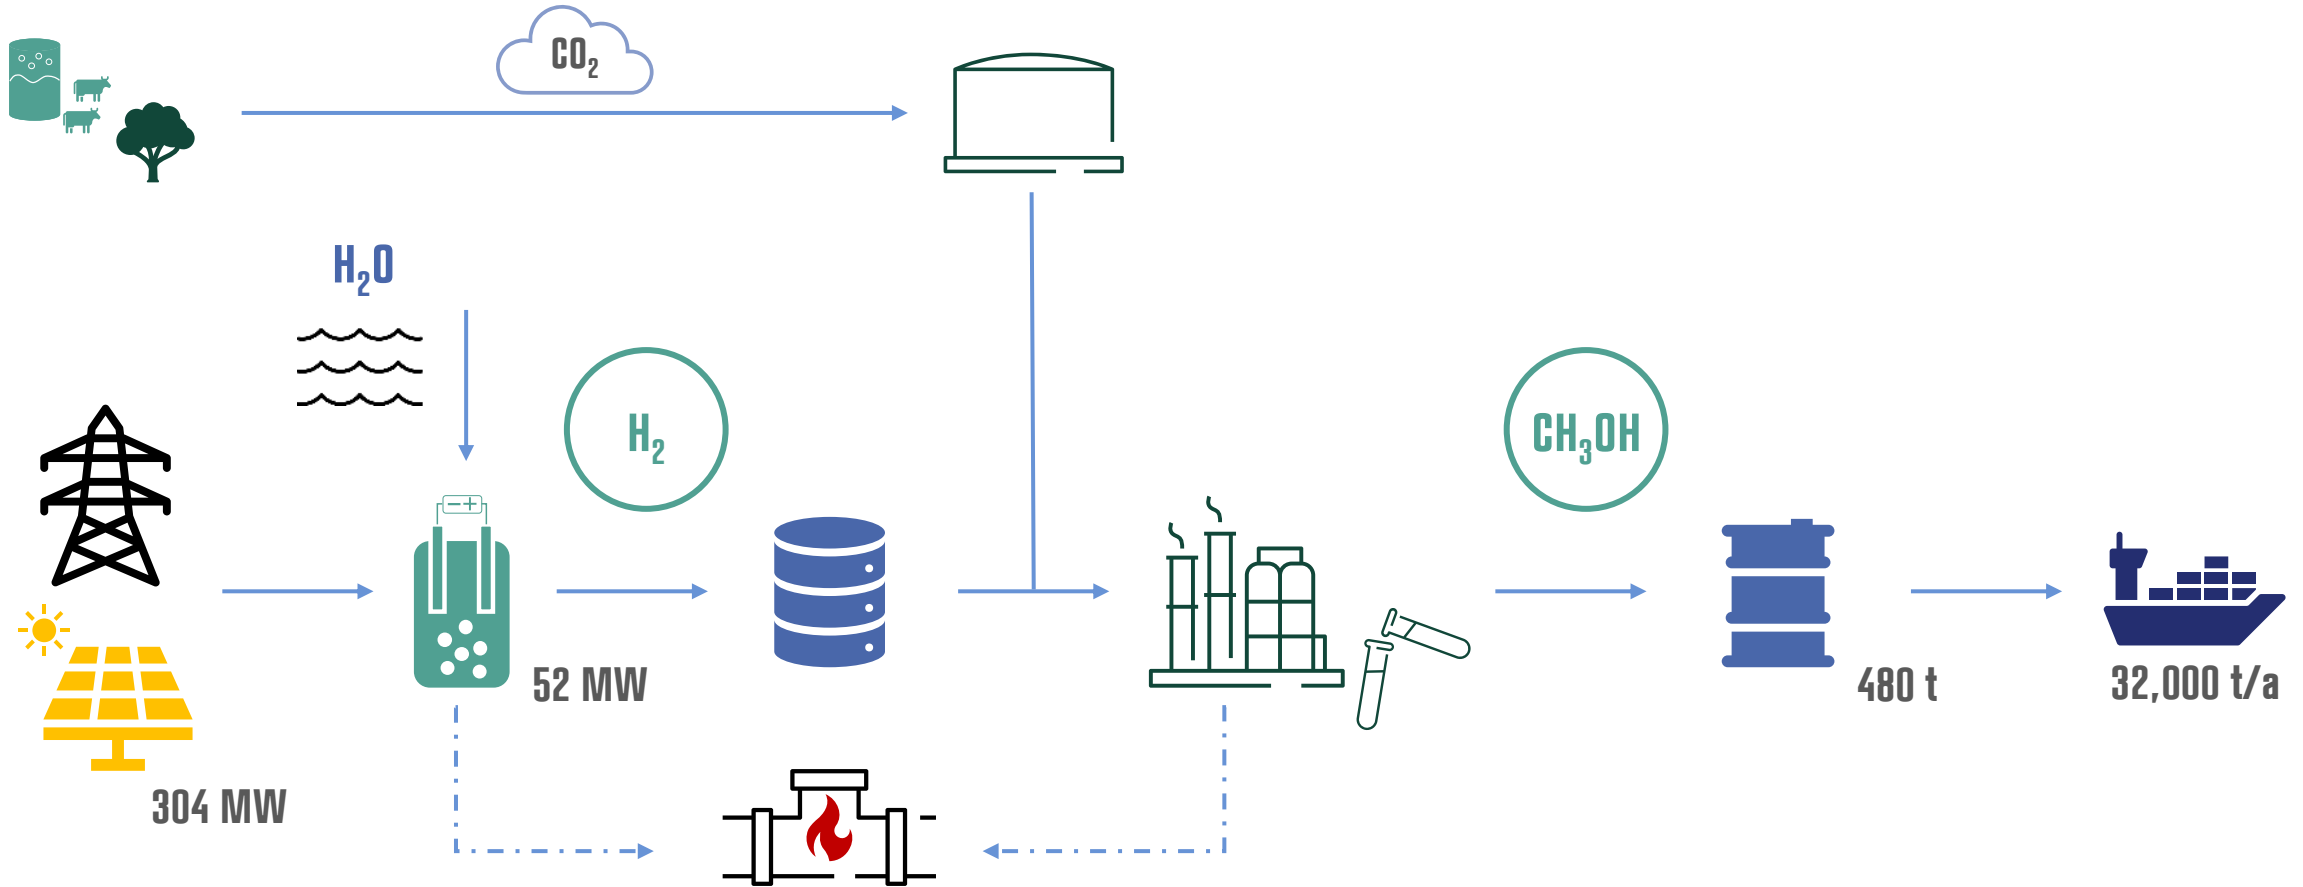 CO₂
H₂O
H₂
CH₃OH
52 MW
480 t
32,000 t/a
304 MW